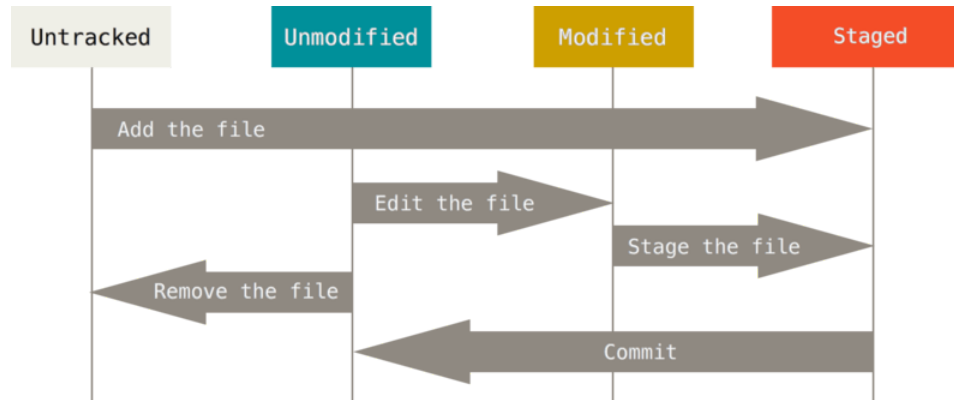 Untracked
Unmodified
Modified
Staged
Add the file
Edit the file
Stage the file
Remove the file
Commit